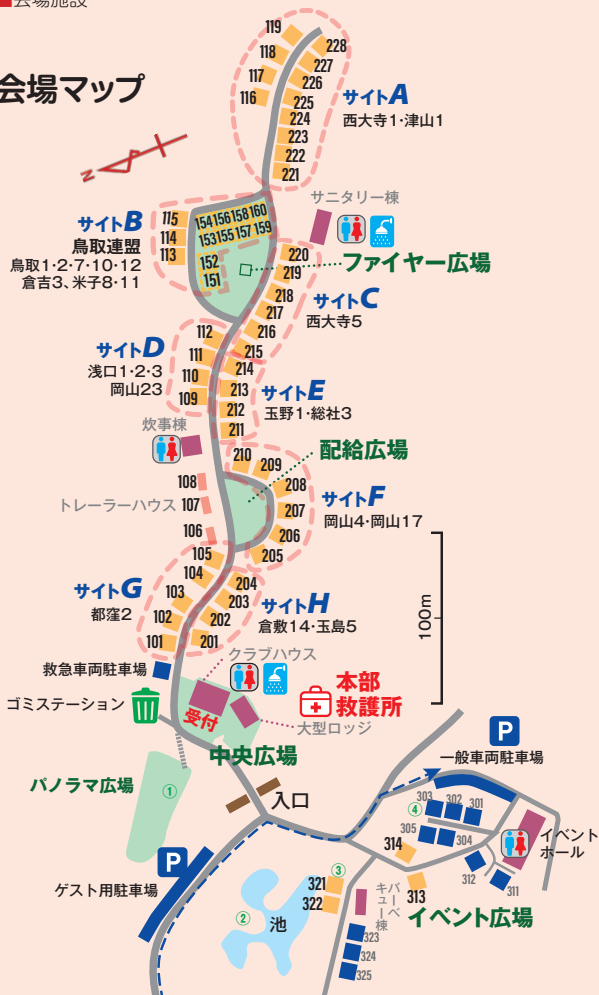 ■会場施設
会場マップ
119
118
117
116
228
227
226
225
224
223
222
221
サイトA
西大寺1・津山1
N
サニタリー棟
サイトB
鳥取連盟
鳥取1・2・7・10・12
倉吉3、米子8・11
115
114
113
154 156 158 160
153 155 157 159
152
151
ファイヤー広場
220
219
218
217
216
215
サイトC
西大寺5
サイトD
浅口1・2・3
岡山23
112
111
110
109
214
213
212
211
サイトE
玉野1・総社3
炊事棟
配給広場
210
209
208
207
206
205
サイトF
岡山4・岡山17
108
トレーラーハウス 107
106
サイトG
都窪2
105
104
103
102
101
204
203
202
201
サイトH
倉敷14・玉島5
100m
クラブハウス
救急車両駐車場
ゴミステーション
受付
本部
救護所
大型ロッジ
中央広場
P
一般車両駐車場
パノラマ広場
①
入口
303
302
301
④
305
304
314
イベント
ホール
312
311
P
ゲスト用駐車場
③
321
322
②
池
バーベキュー棟
313
イベント広場
323
324
325